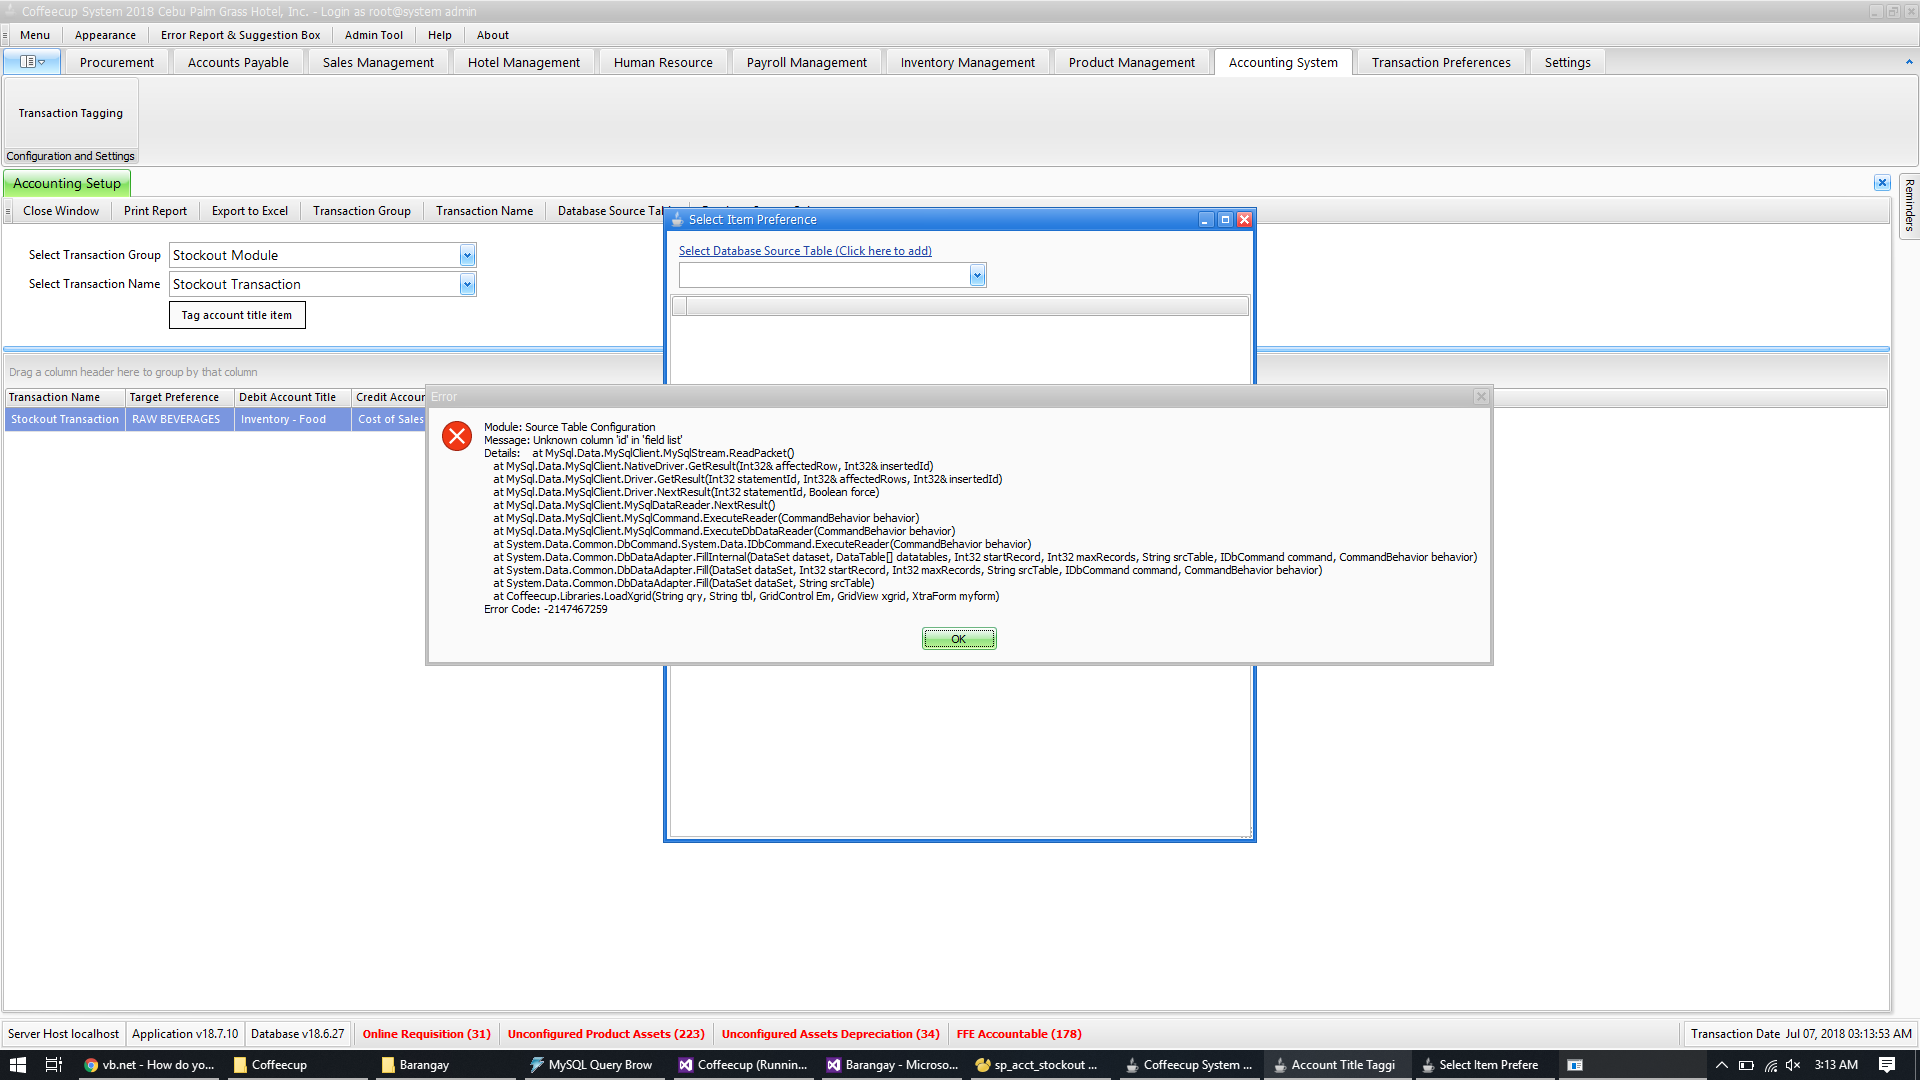 Coffeecup System 2018 Cebu Palm Grass Hotel, Inc. - Login as root@system admin
Menu Appearance Error Report & Suggestion Box Admin Tool Help About
Procurement Accounts Payable Sales Management Hotel Management Human Resource Payroll Management Inventory Management Product Management Accounting System Transaction Preferences Settings
Transaction Tagging
Configuration and Settings
Accounting Setup
Reminders
Close Window Print Report Export to Excel Transaction Group Transaction Name Database Source
Select Item Preference
Select Database Source Table (Click here to add)
Select Transaction Group Stockout Module
Select Transaction Name Stockout Transaction
Tag account title item
Drag a column header here to group by that column
Transaction Name Target Preference Debit Account Title Credit Accour
Stockout Transaction RAW BEVERAGES Inventory - Food Cost of Sales
Error
Module: Source Table Configuration
Message: Unknown column 'id' in 'field list'
Details: at MySql.Data.MySqlClient.MySqlStream.ReadPacket()
at MySql.Data.MySqlClient.NativeDriver.GetResult(Int32& affectedRow, Int32& insertedId)
at MySql.Data.MySqlClient.Driver.GetResult(Int32 statementId, Int32& affectedRows, Int32& insertedId)
at MySql.Data.MySqlClient.Driver.NextResult(Int32 statementId, Boolean force)
at MySql.Data.MySqlClient.MySqlDataReader.NextResult()
at MySql.Data.MySqlClient.MySqlCommand.ExecuteReader(CommandBehavior behavior)
at MySql.Data.MySqlClient.MySqlCommand.ExecuteDbDataReader(CommandBehavior behavior)
at System.Data.Common.DbCommand.System.Data.IDbCommand.ExecuteReader(CommandBehavior behavior)
at System.Data.Common.DbDataAdapter.FillInternal(DataSet dataset, DataTable[] datatables, Int32 startRecord, Int32 maxRecords, String srcTable, IDbCommand command, CommandBehavior behavior)
at System.Data.Common.DbDataAdapter.Fill(DataSet dataSet, Int32 startRecord, Int32 maxRecords, String srcTable, IDbCommand command, CommandBehavior behavior)
at System.Data.Common.DbDataAdapter.Fill(DataSet dataSet, String srcTable)
at Coffeecup.Libraries.LoadXgrid(String qry, String tbl, GridControl Em, GridView xgrid, XtraForm myform)
Error Code: -2147467259
OK
Server Host localhost Application v18.7.10 Database v18.6.27 Online Requisition (31) Unconfigured Product Assets (223) Unconfigured Assets Depreciation (34) FFE Accountable (178) Transaction Date Jul 07, 2018 03:13:53 AM
vb.net - How do yo... Coffeecup Barangay MySQL Query Brow Coffeecup (Runnin... Barangay - Microso... sp_acct_stockout ... Coffeecup System ... Account Title Taggi Select Item Prefere 3:13 AM